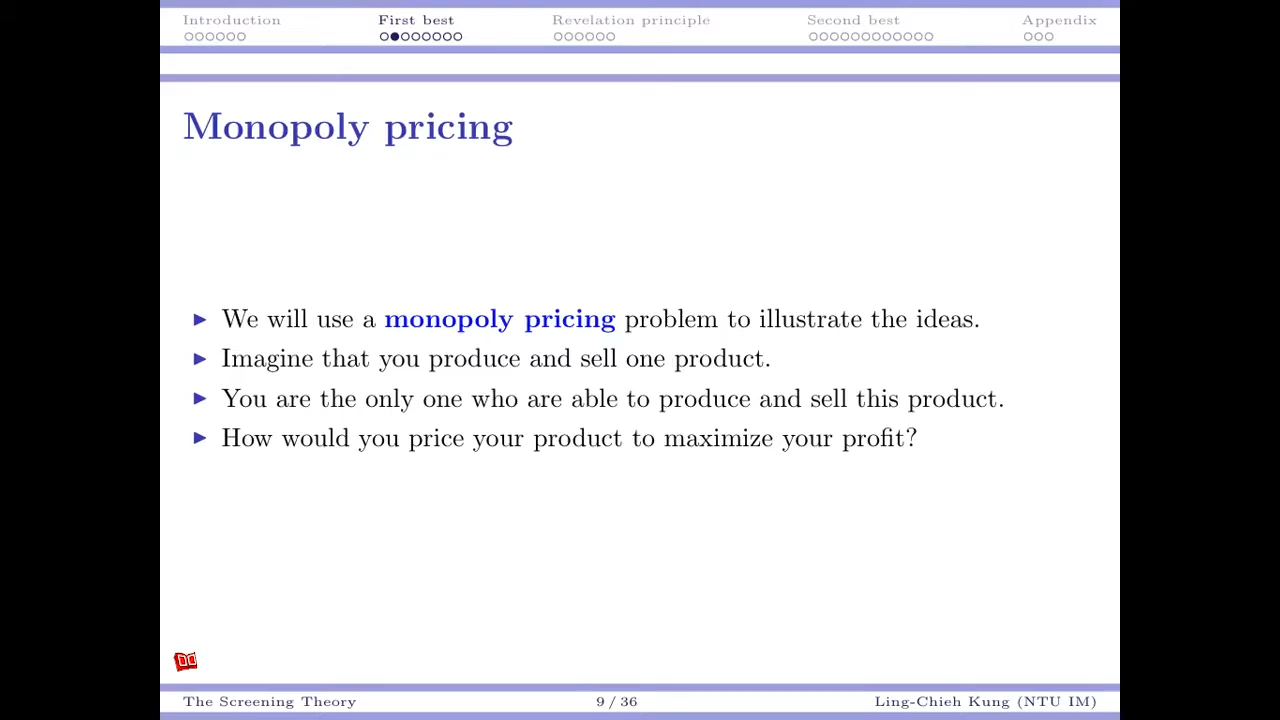 Introduction First best Revelation principle Second best Appendix
Monopoly pricing
We will use a monopoly pricing problem to illustrate the ideas.
Imagine that you produce and sell one product.
You are the only one who are able to produce and sell this product.
How would you price your product to maximize your profit?
The Screening Theory 9 / 36 Ling-Chieh Kung (NTU IM)